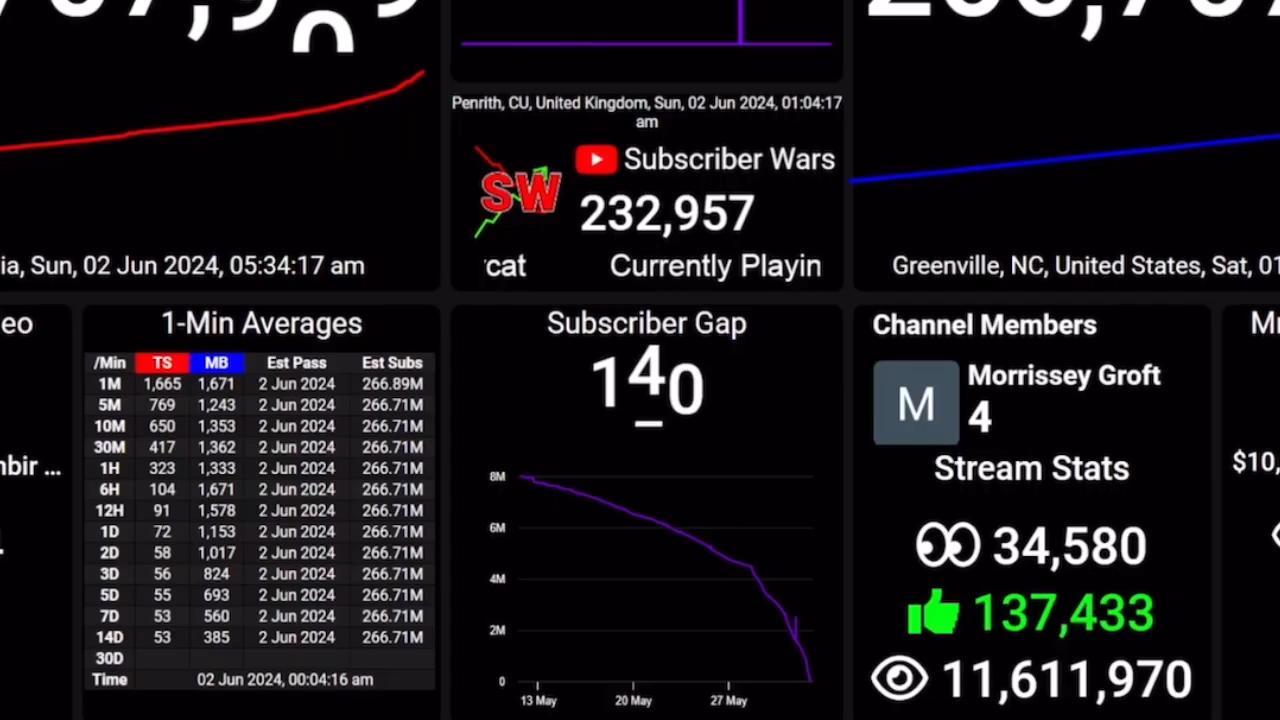 Penrith, CU, United Kingdom, Sun, 02 Jun 2024, 01:04:17
am
Subscriber Wars
SW
232,957
cat Currently Playin
ia, Sun, 02 Jun 2024, 05:34:17 am
Greenville, NC, United States, Sat, 01
eo
nbir ...
1-Min Averages
/Min TS MB Est Pass Est Subs
1M 1,665 1,671 2 Jun 2024 266.89M
5M 769 1,243 2 Jun 2024 266.71M
10M 650 1,353 2 Jun 2024 266.71M
30M 417 1,362 2 Jun 2024 266.71M
1H 323 1,333 2 Jun 2024 266.71M
6H 104 1,671 2 Jun 2024 266.71M
12H 91 1,578 2 Jun 2024 266.71M
1D 72 1,153 2 Jun 2024 266.71M
2D 58 1,017 2 Jun 2024 266.71M
3D 56 824 2 Jun 2024 266.71M
5D 55 693 2 Jun 2024 266.71M
7D 53 560 2 Jun 2024 266.71M
14D 53 385 2 Jun 2024 266.71M
30D
Time 02 Jun 2024, 00:04:16 am
Subscriber Gap
140
8M
6M
4M
2M
0
13 May 20 May 27 May
Channel Members
M
Morrissey Groft
4
Stream Stats
34,580
137,433
11,611,970
$10,